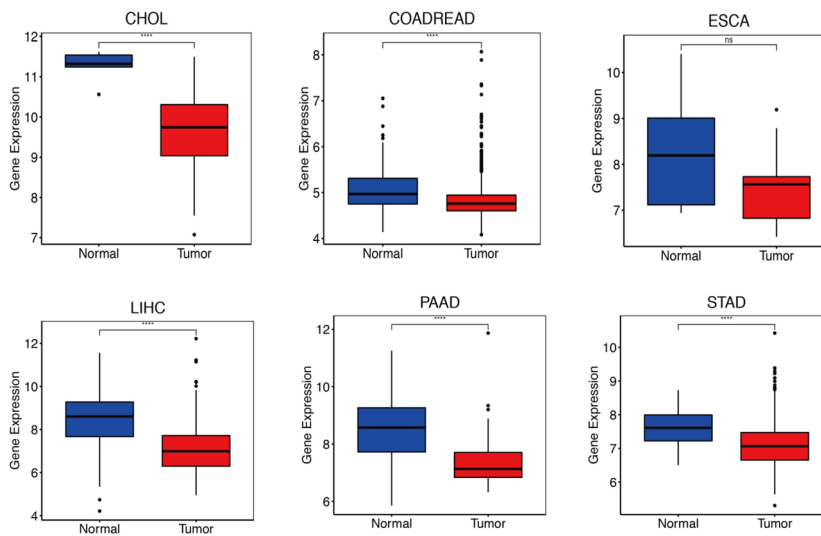 CHOL
****
Gene Expression
12
11
10
9
8
7
Normal Tumor
COADREAD
****
Gene Expression
8
7
6
5
4
Normal Tumor
ESCA
ns
Gene Expression
10
9
8
7
Normal Tumor
LIHC
****
Gene Expression
12
10
8
6
4
Normal Tumor
PAAD
****
Gene Expression
12
10
8
6
Normal Tumor
STAD
****
Gene Expression
10
9
8
7
6
Normal Tumor